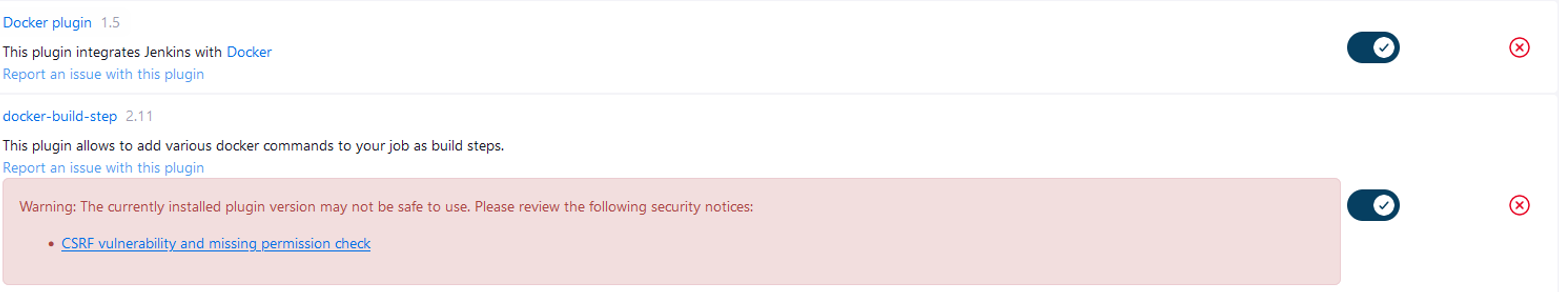 Docker plugin 1.5
This plugin integrates Jenkins with Docker
Report an issue with this plugin
docker-build-step 2.11
This plugin allows to add various docker commands to your job as build steps.
Report an issue with this plugin
Warning: The currently installed plugin version may not be safe to use. Please review the following security notices:
• CSRF vulnerability and missing permission check